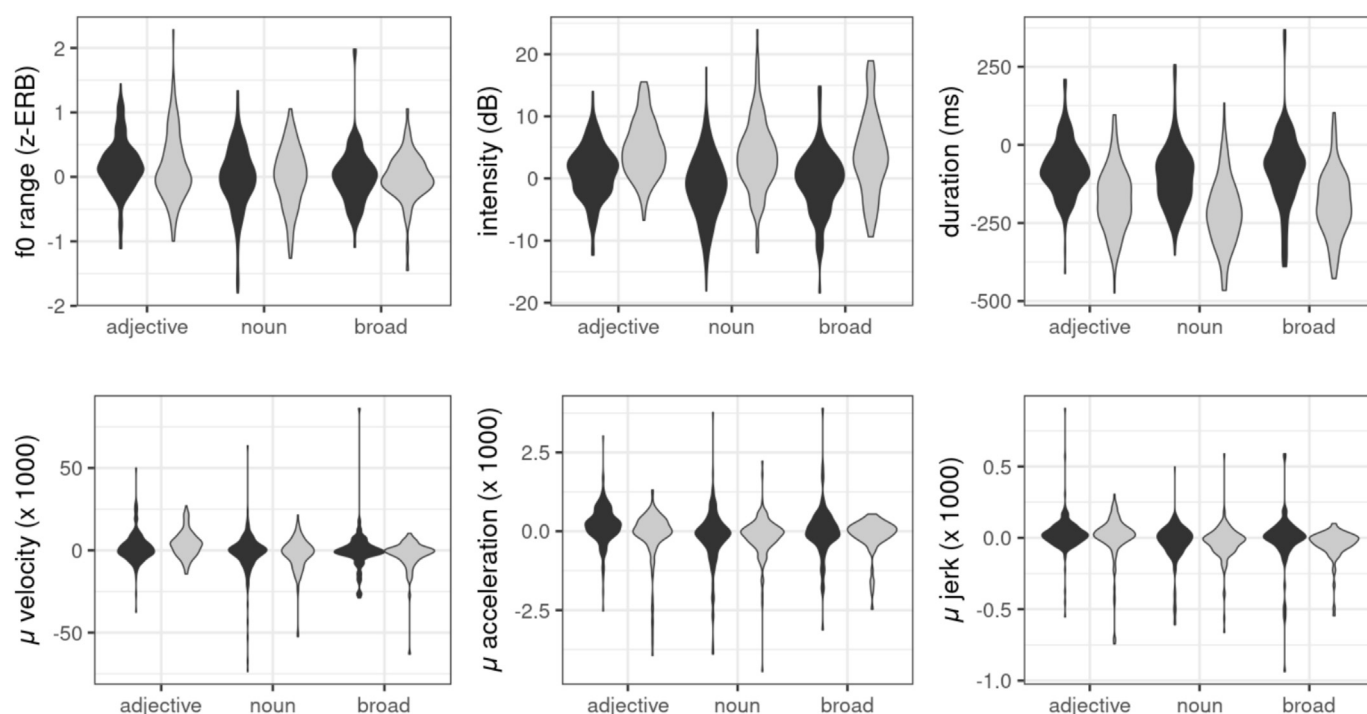 f0 range (z-ERB)
2
1
0
-1
-2
adjective noun broad
intensity (dB)
20
10
0
-10
-20
adjective noun broad
duration (ms)
250
0
-250
-500
adjective noun broad
μ velocity (x 1000)
50
0
-50
adjective noun broad
μ acceleration (x 1000)
2.5
0.0
-2.5
adjective noun broad
μ jerk (x 1000)
0.5
0.0
-0.5
-1.0
adjective noun broad